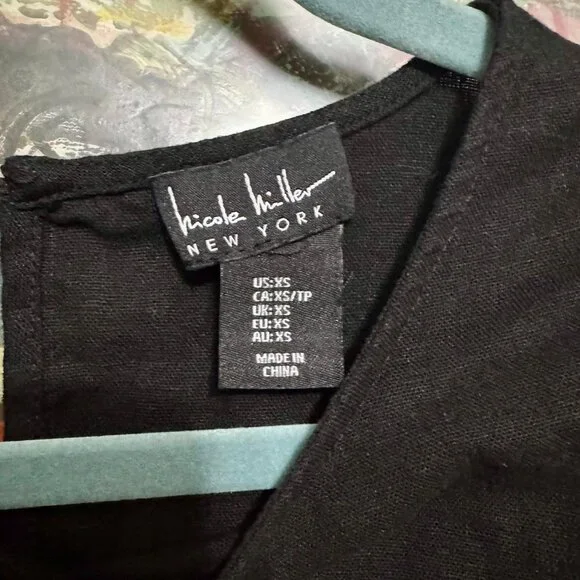 Nicole Miller
NEW YORK
US:XS
CA:XS/TP
UK:XS
EU:XS
AU:XS
MADE IN
CHINA